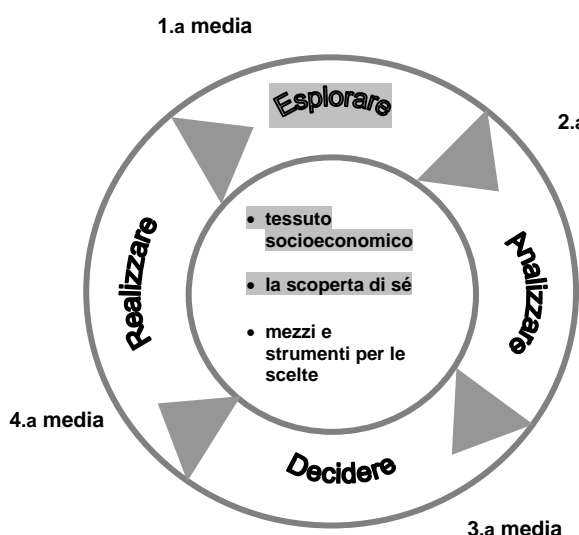 1.a media
Esplorare
2.a
• tessuto
socioeconomico
• la scoperta di sé
• mezzi e
strumenti per le
scelte
Realizzare
Analizzare
4.a media
Decidere
3.a media